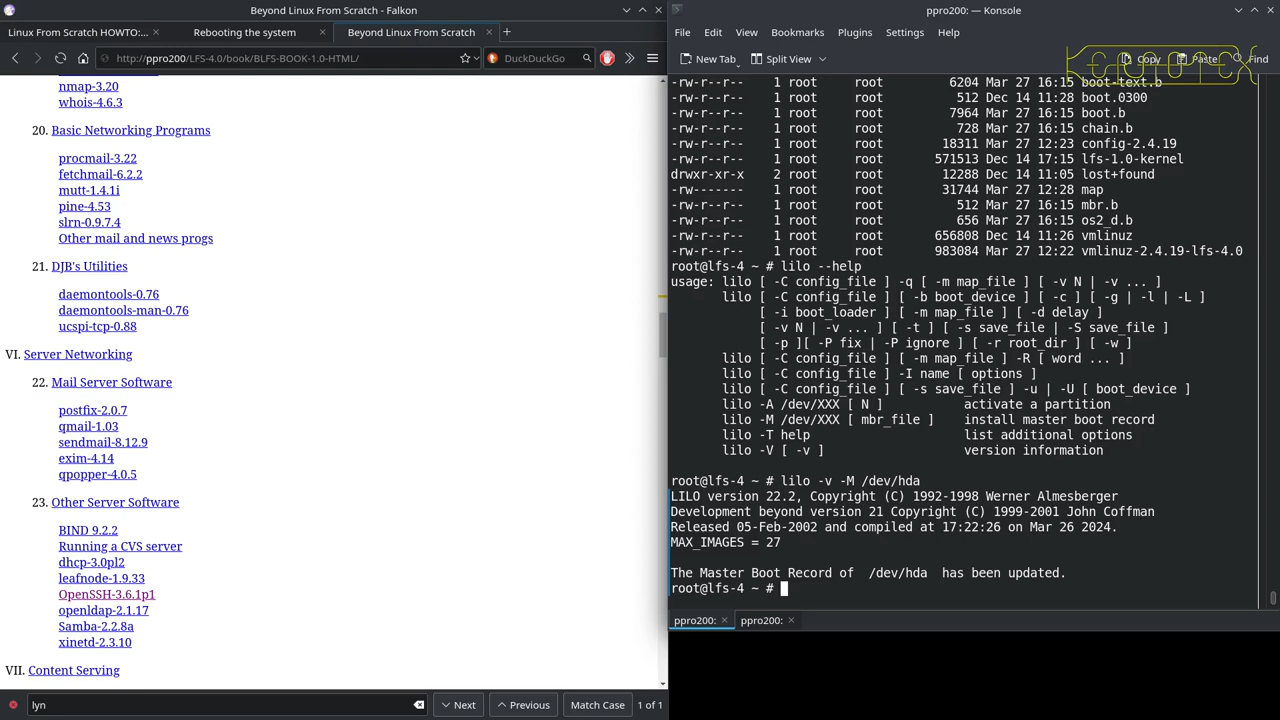 Beyond Linux From Scratch - Falkon
Linux From Scratch HOWTO:...
Rebooting the system
Beyond Linux From Scratch
http://ppro200/LFS-4.0/book/BLFS-BOOK-1.0-HTML/
DuckDuckGo
nmap-3.20
whois-4.6.3
20. Basic Networking Programs
procmail-3.22
fetchmail-6.2.2
mutt-1.4.1i
pine-4.53
slrn-0.9.7.4
Other mail and news progs
21. DJB's Utilities
daemontools-0.76
daemontools-man-0.76
ucspi-tcp-0.88
VI. Server Networking
22. Mail Server Software
postfix-2.0.7
qmail-1.03
sendmail-8.12.9
exim-4.14
qpopper-4.0.5
23. Other Server Software
BIND 9.2.2
Running a CVS server
dhcp-3.0pl2
leafnode-1.9.33
OpenSSH-3.6.1p1
openldap-2.1.17
Samba-2.2.8a
xinetd-2.3.10
VII. Content Serving
lyn
Next
Previous
Match Case
1 of 1
ppro200: — Konsole
File Edit View Bookmarks Plugins Settings Help
New Tab Split View Copy Paste Find
-rw-r--r-- 1 root root 6204 Mar 27 16:15 boot-text.b
-rw-r--r-- 1 root root 512 Dec 14 11:28 boot.0300
-rw-r--r-- 1 root root 7964 Mar 27 16:15 boot.b
-rw-r--r-- 1 root root 728 Mar 27 16:15 chain.b
-rw-r--r-- 1 root root 18311 Mar 27 12:23 config-2.4.19
-rw-r--r-- 1 root root 571513 Dec 14 17:15 lfs-1.0-kernel
drwxr-xr-x 2 root root 12288 Dec 14 11:05 lost+found
-rw------- 1 root root 31744 Mar 27 12:28 map
-rw-r--r-- 1 root root 512 Mar 27 16:15 mbr.b
-rw-r--r-- 1 root root 656 Mar 27 16:15 os2_d.b
-rw-r--r-- 1 root root 656808 Dec 14 11:26 vmlinuz
-rw-r--r-- 1 root root 983084 Mar 27 12:22 vmlinuz-2.4.19-lfs-4.0
root@lfs-4 ~ # lilo --help
usage: lilo [ -C config_file ] -q [ -m map_file ] [ -v N | -v ... ]
lilo [ -C config_file ] [ -b boot_device ] [ -c ] [ -g | -l | -L ]
[ -i boot_loader ] [ -m map_file ] [ -d delay ]
[ -v N | -v ... ] [ -t ] [ -s save_file | -S save_file ]
[ -p ][ -P fix | -P ignore ] [ -r root_dir ] [ -w ]
lilo [ -C config_file ] [ -m map_file ] -R [ word ... ]
lilo [ -C config_file ] -I name [ options ]
lilo [ -C config_file ] [ -s save_file ] -u | -U [ boot_device ]
lilo -A /dev/XXX [ N ] activate a partition
lilo -M /dev/XXX [ mbr_file ] install master boot record
lilo -T help list additional options
lilo -V [ -v ] version information
root@lfs-4 ~ # lilo -v -M /dev/hda
LILO version 22.2, Copyright (C) 1992-1998 Werner Almesberger
Development beyond version 21 Copyright (C) 1999-2001 John Coffman
Released 05-Feb-2002 and compiled at 17:22:26 on Mar 26 2024.
MAX_IMAGES = 27
The Master Boot Record of /dev/hda has been updated.
root@lfs-4 ~ #
ppro200:
ppro200: